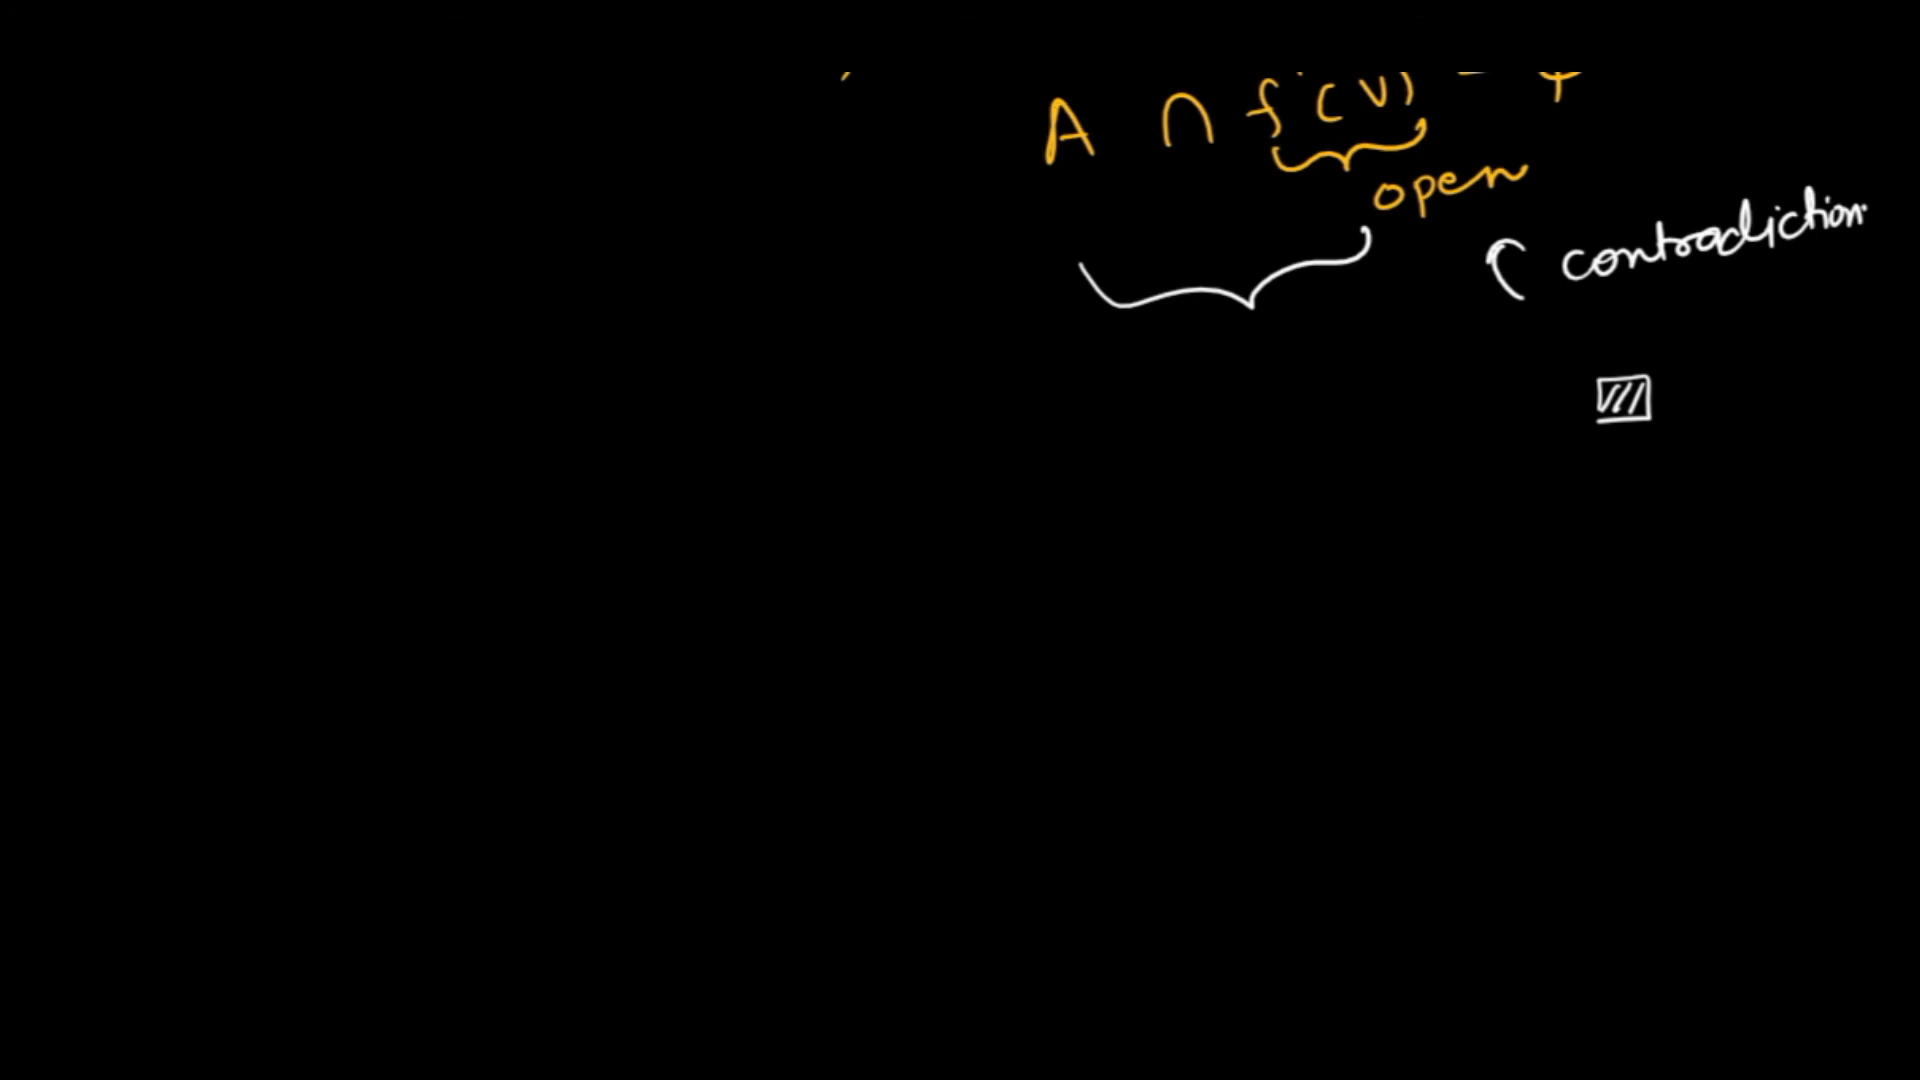 A ∩ f (V) = φ
open
(contradiction.